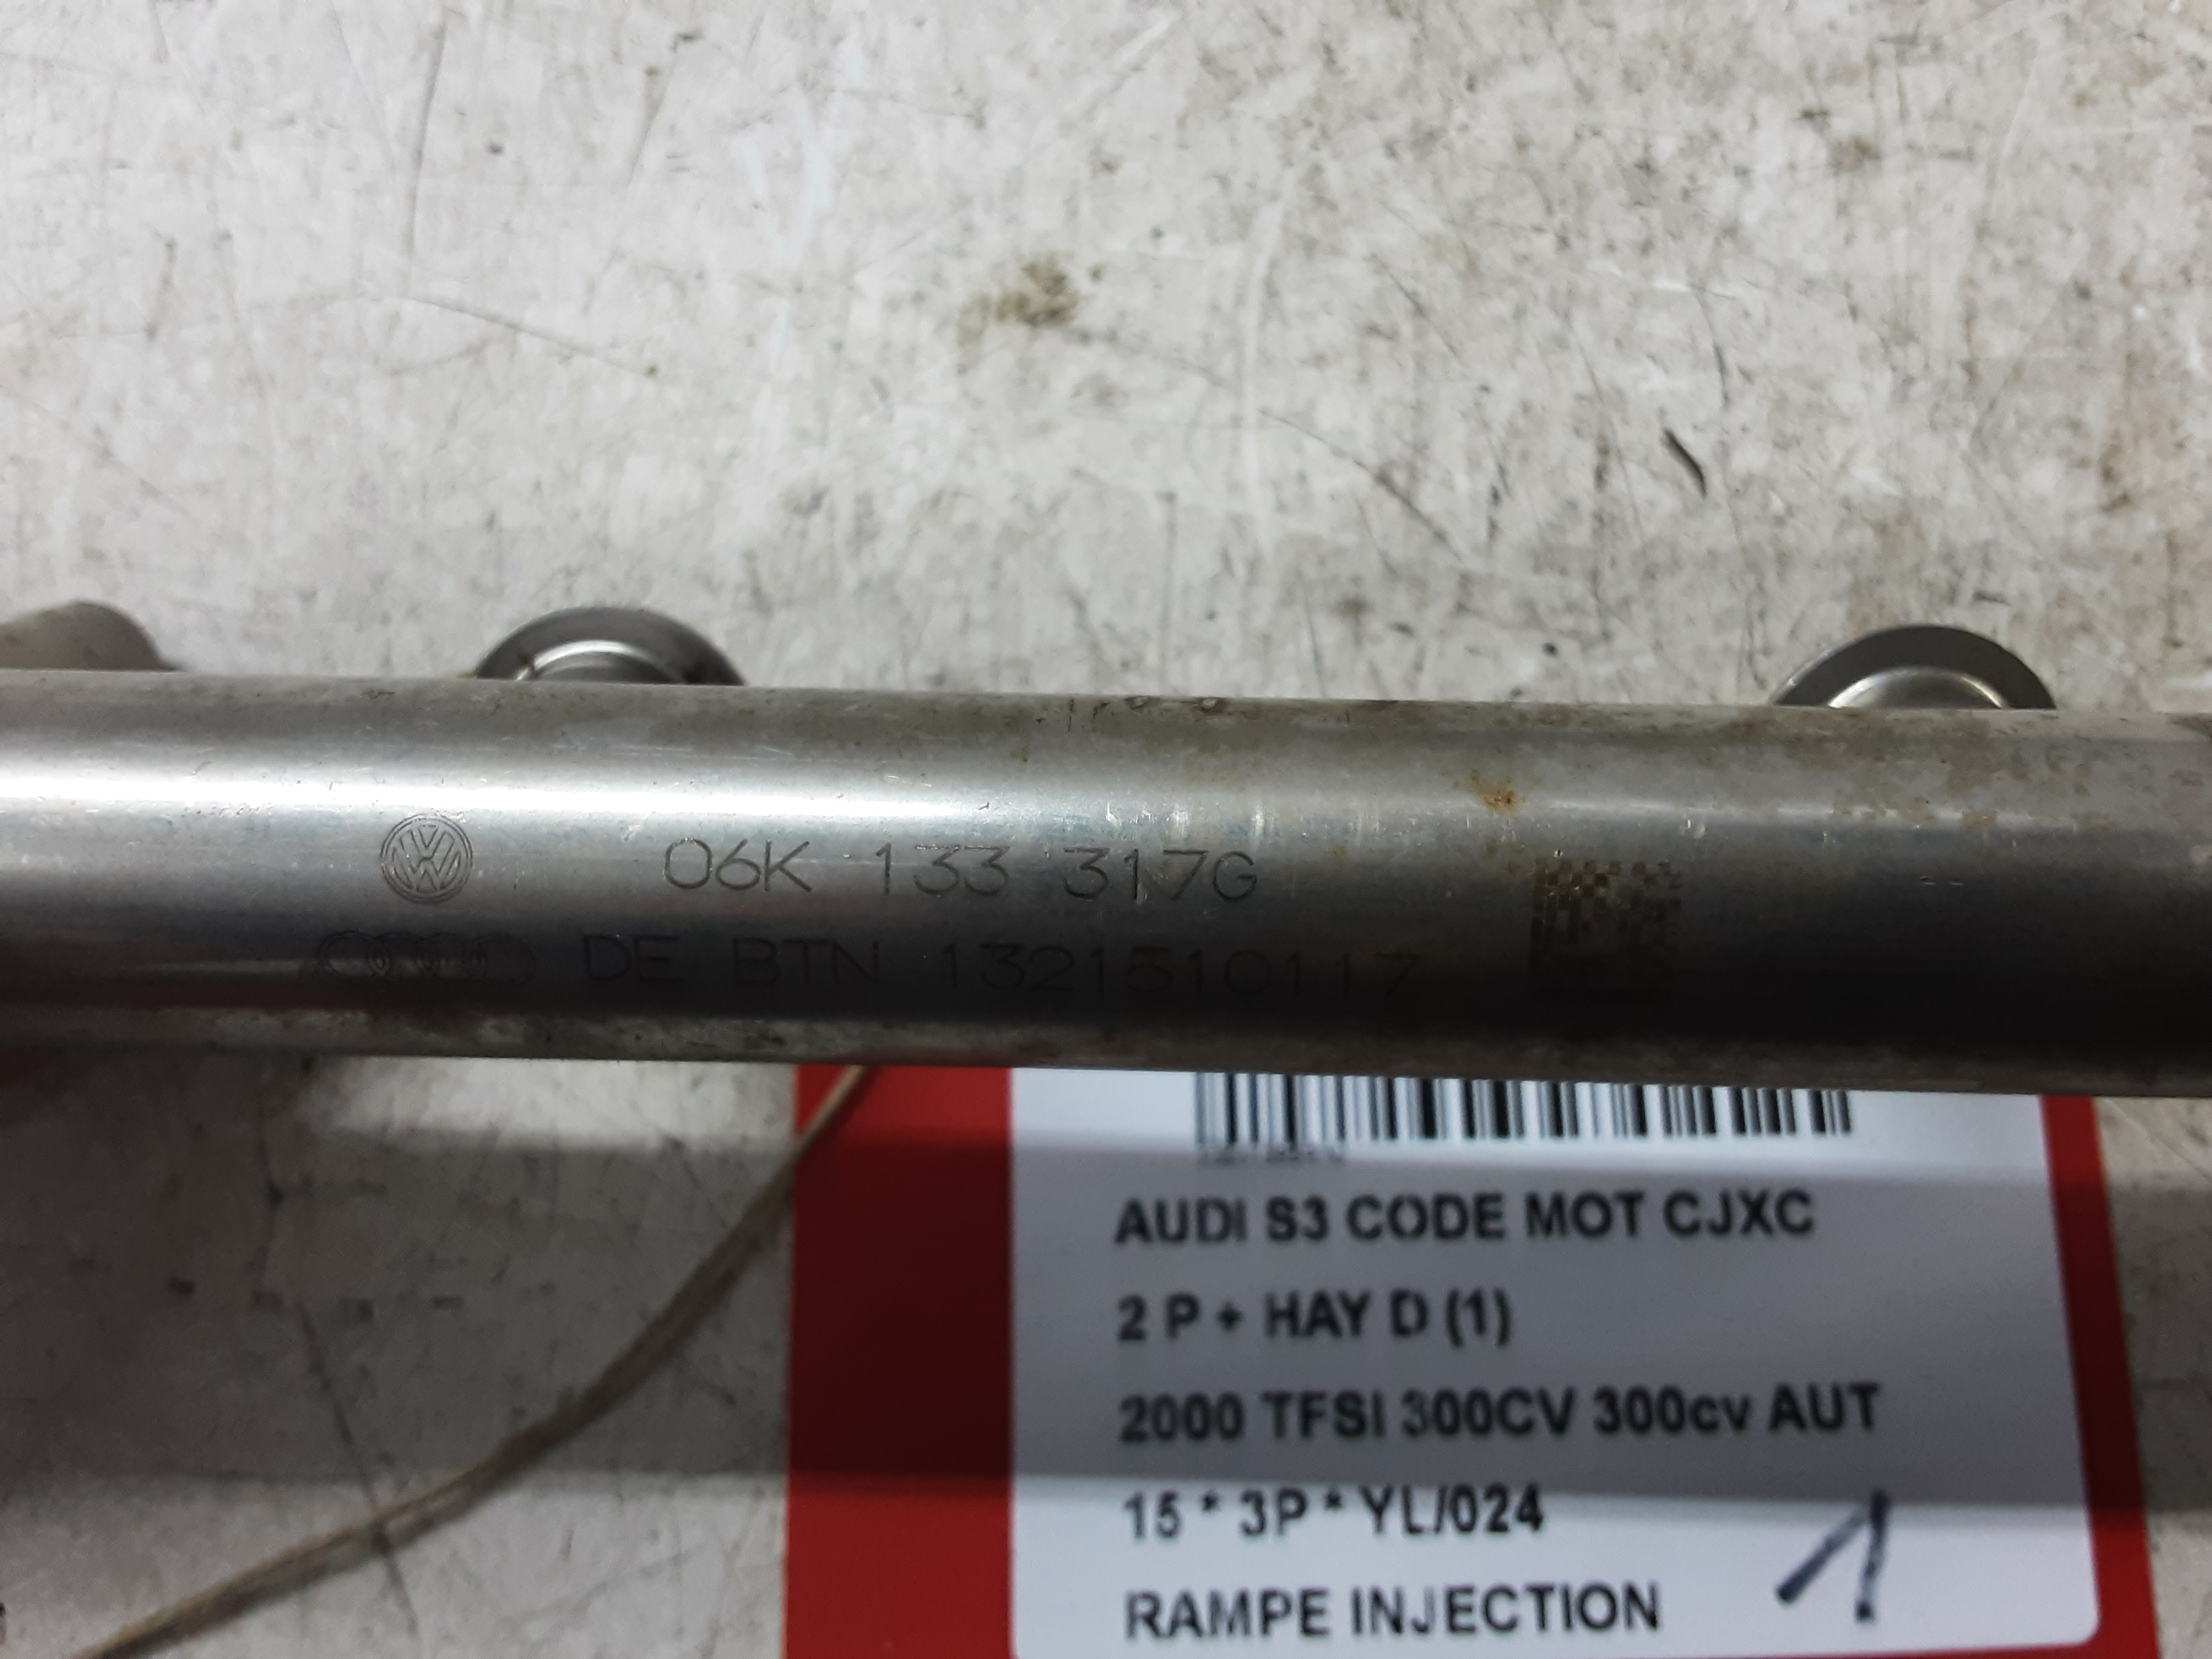 06K 133 317G
DE BTN 1321510117
AUDI S3 CODE MOT CJXC
2 P + HAY D (1)
2000 TFSI 300CV 300cv AUT
15 * 3P * YL/024
RAMPE INJECTION
1